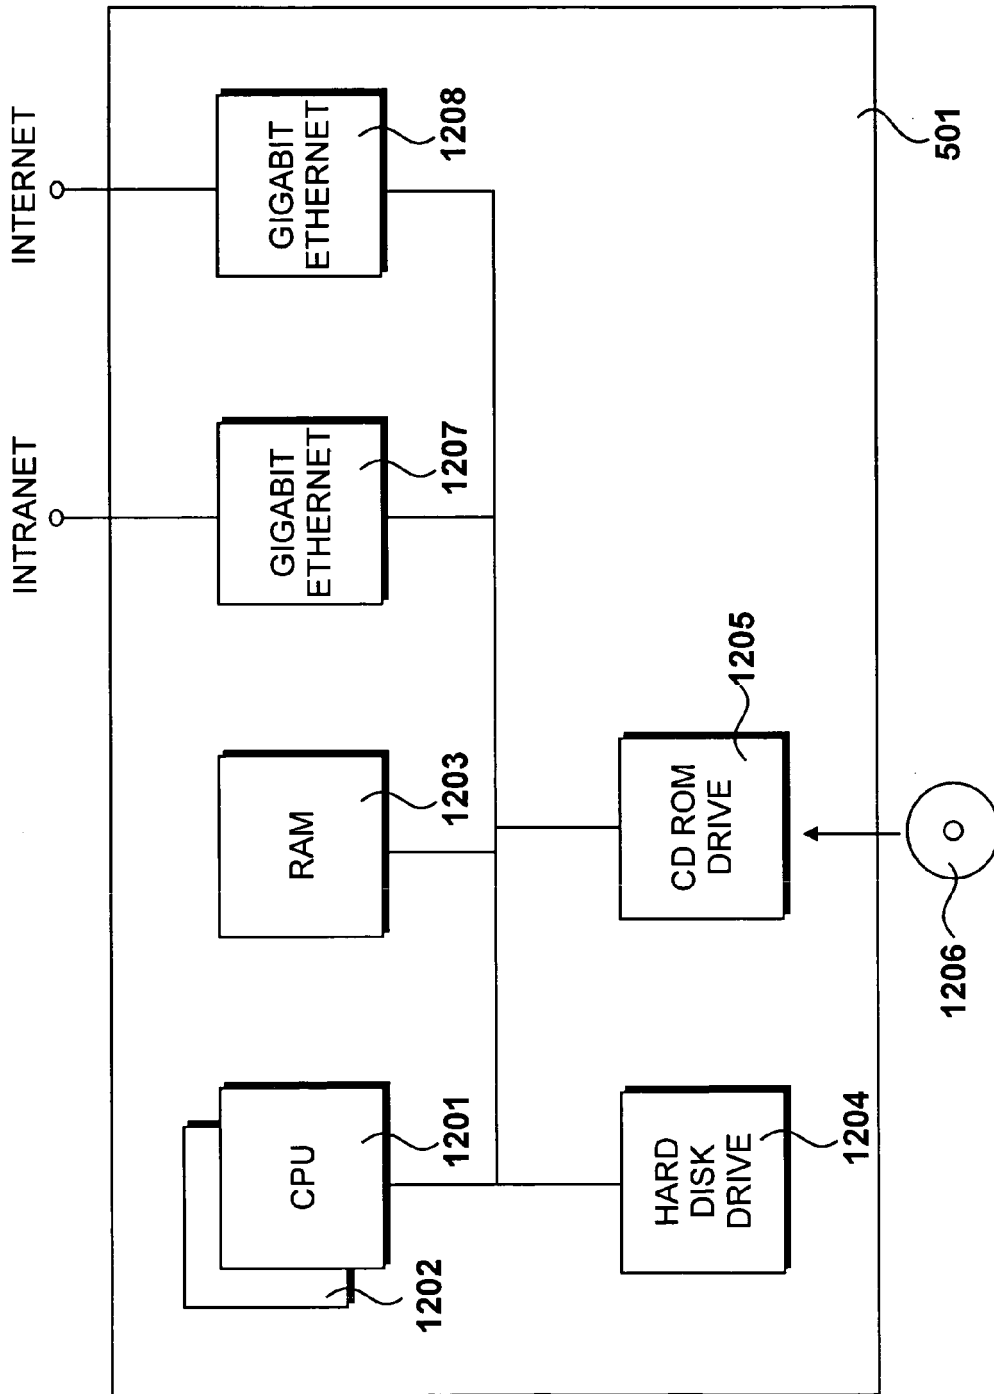 INTRANET
INTERNET
1202
CPU
1201
RAM
1203
GIGABIT
ETHERNET
1207
GIGABIT
ETHERNET
1208
HARD
DISK
DRIVE
1204
CD ROM
DRIVE
1205
1206
501